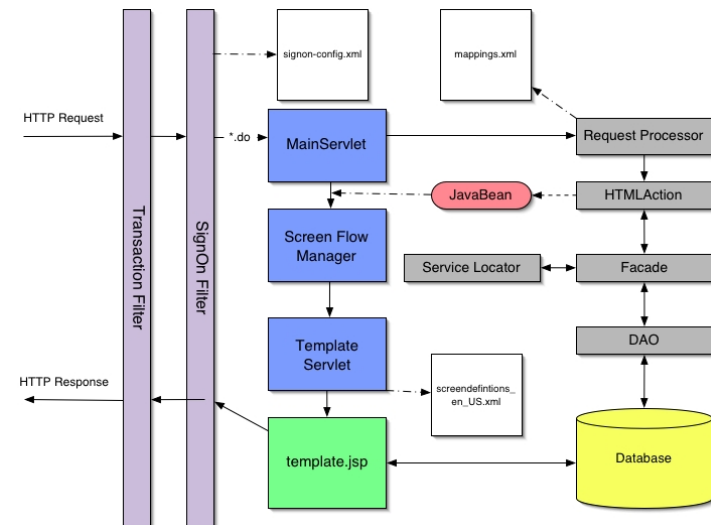 signon-config.xml
mappings.xml
HTTP Request
*.do
MainServlet
Request Processor
JavaBean
HTMLAction
Transaction Filter
SignOn Filter
Screen Flow
Manager
Service Locator
Facade
Template
Servlet
DAO
HTTP Response
screendefintions_
en_US.xml
template.jsp
Database